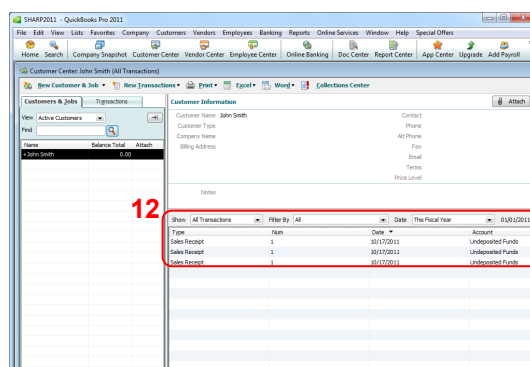 SHARP2011 - QuickBooks Pro 2011
File Edit View Lists Favorites Company Customers Vendors Employees Banking Reports Online Services Window Help Special Offers
Home Search Company Snapshot Customer Center Vendor Center Employee Center Online Banking Doc Center Report Center App Center Upgrade Add Payroll
Customer Center: John Smith (All Transactions)
New Customer & Job New Transactions Print Excel Word Collections Center
Customers & Jobs Transactions Customer Information Attach
View Active Customers
Find
Name Balance Total Attach
John Smith 0.00
Customer Name John Smith Contact
Customer Type Phone
Company Name Alt Phone
Billing Address Fax
Email
Terms
Price Level
Notes
12
Show All Transactions Filter By All Date This Fiscal Year 01/01/2011
Type Num Date Account
Sales Receipt 1 10/17/2011 Undeposited Funds
Sales Receipt 1 10/17/2011 Undeposited Funds
Sales Receipt 1 10/17/2011 Undeposited Funds